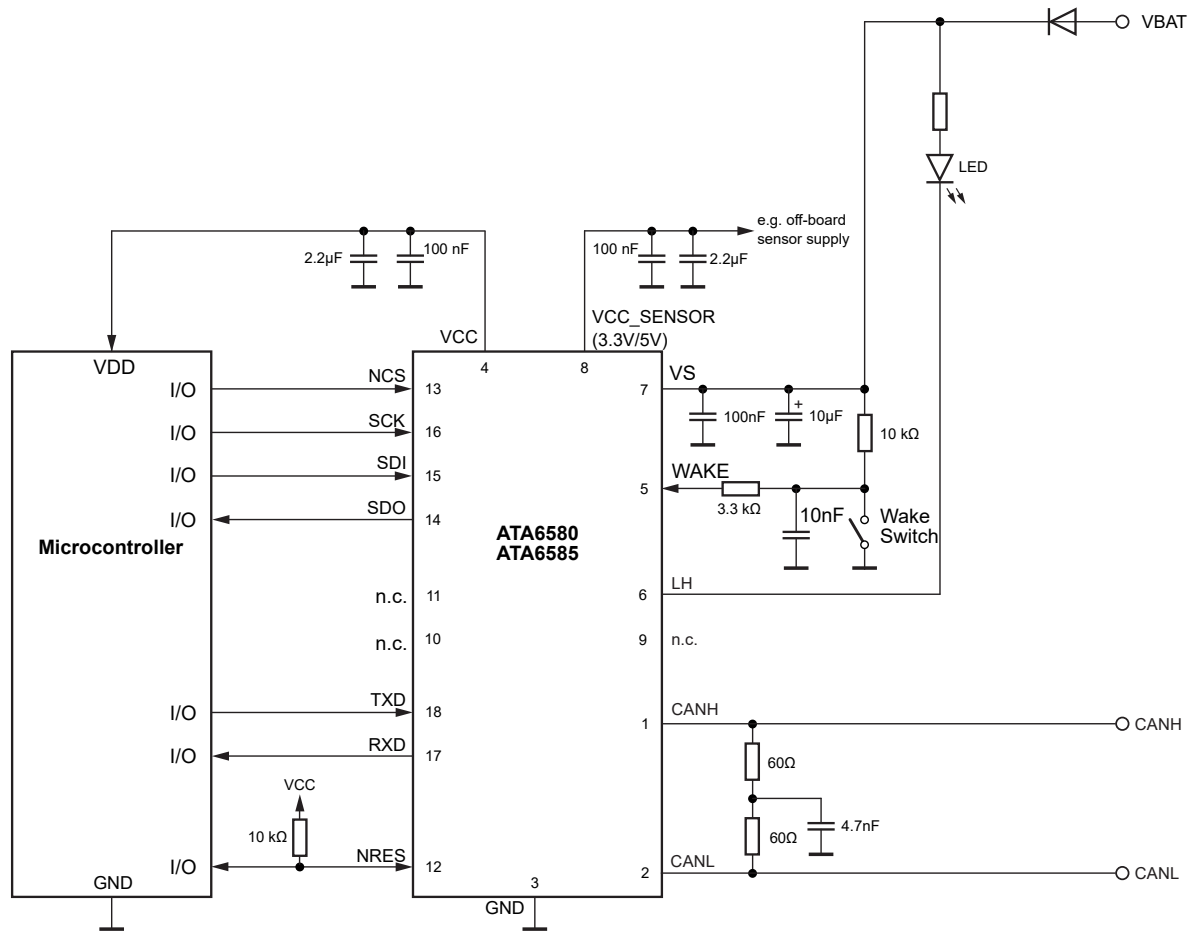 VBAT
LED
e.g. off-board
sensor supply
2.2µF
100 nF
100 nF
2.2µF
VCC_SENSOR
(3.3V/5V)
VCC
VDD
4
8
I/O
NCS
13
7
VS
100nF
+
10µF
10 kΩ
I/O
SCK
16
I/O
SDI
15
5
WAKE
3.3 kΩ
10nF
Wake
Switch
I/O
SDO
14
Microcontroller
ATA6580
ATA6585
n.c.
11
6
LH
n.c.
10
9
n.c.
I/O
TXD
18
1
CANH
CANH
I/O
RXD
17
60Ω
VCC
10 kΩ
60Ω
4.7nF
I/O
NRES
12
2
CANL
CANL
GND
3
GND